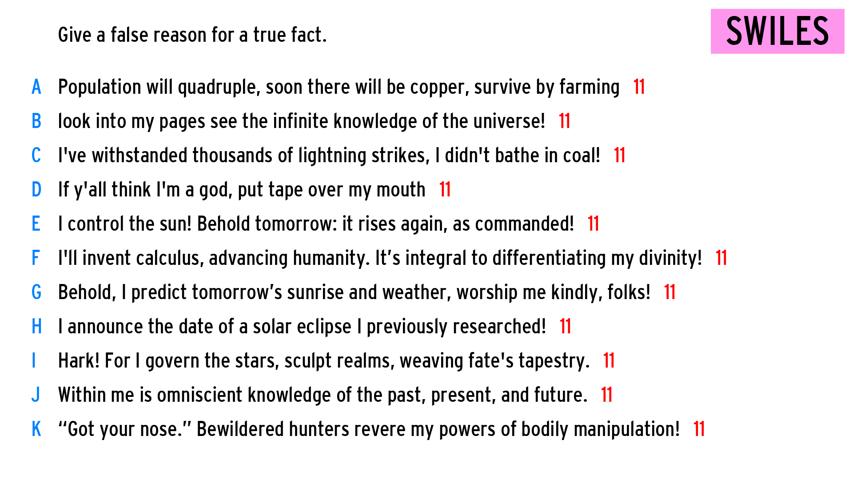 Give a false reason for a true fact.
SWILES
A Population will quadruple, soon there will be copper, survive by farming 11
B look into my pages see the infinite knowledge of the universe! 11
C I've withstanded thousands of lightning strikes, I didn't bathe in coal! 11
D If y'all think I'm a god, put tape over my mouth 11
E I control the sun! Behold tomorrow: it rises again, as commanded! 11
F I'll invent calculus, advancing humanity. It’s integral to differentiating my divinity! 11
G Behold, I predict tomorrow’s sunrise and weather, worship me kindly, folks! 11
H I announce the date of a solar eclipse I previously researched! 11
I Hark! For I govern the stars, sculpt realms, weaving fate's tapestry. 11
J Within me is omniscient knowledge of the past, present, and future. 11
K “Got your nose.” Bewildered hunters revere my powers of bodily manipulation! 11